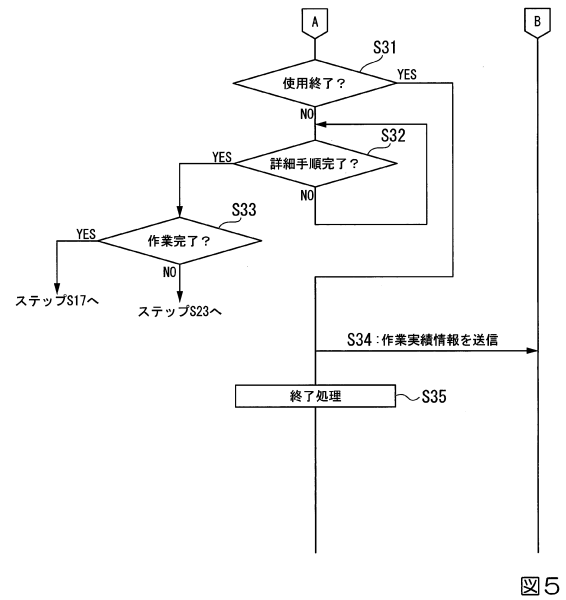 A
B
S31
使用終了？
YES
NO
S32
詳細手順完了？
YES
NO
S33
作業完了？
YES
NO
ステップS17へ
ステップS23へ
S34：作業実績情報を送信
終了処理
S35
図５